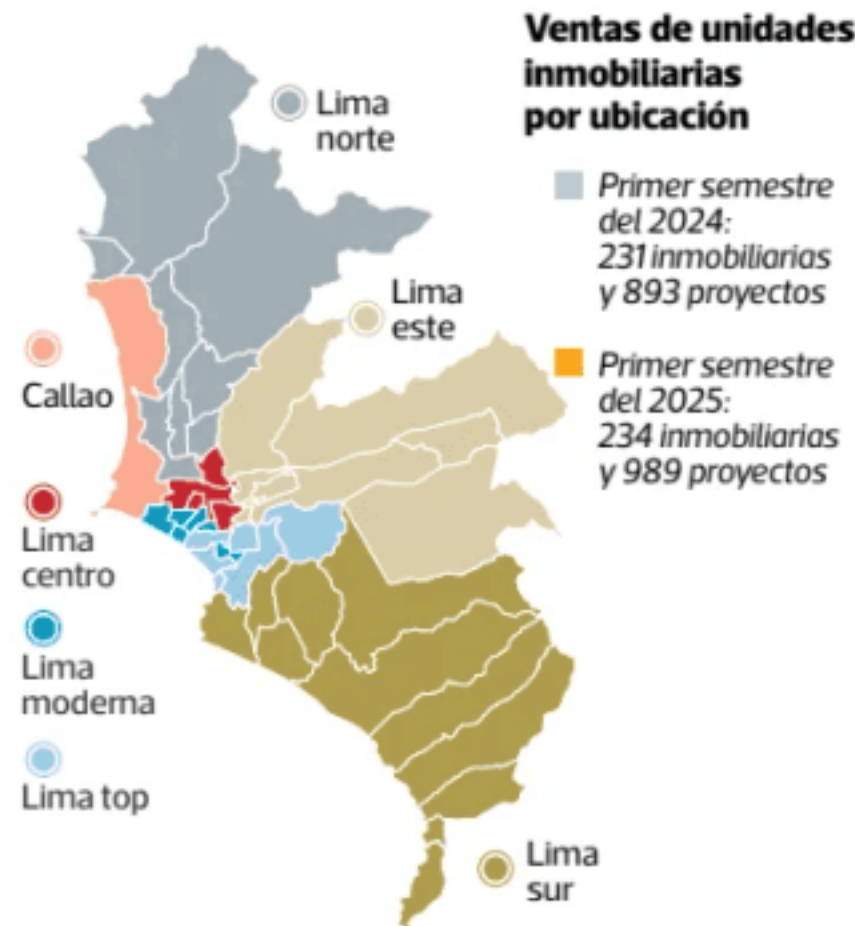 Ventas de unidades
inmobiliarias
por ubicación
Primer semestre
del 2024:
231 inmobiliarias
y 893 proyectos
Primer semestre
del 2025:
234 inmobiliarias
y 989 proyectos
Lima
norte
Lima
este
Callao
Lima
centro
Lima
moderna
Lima top
Lima
sur